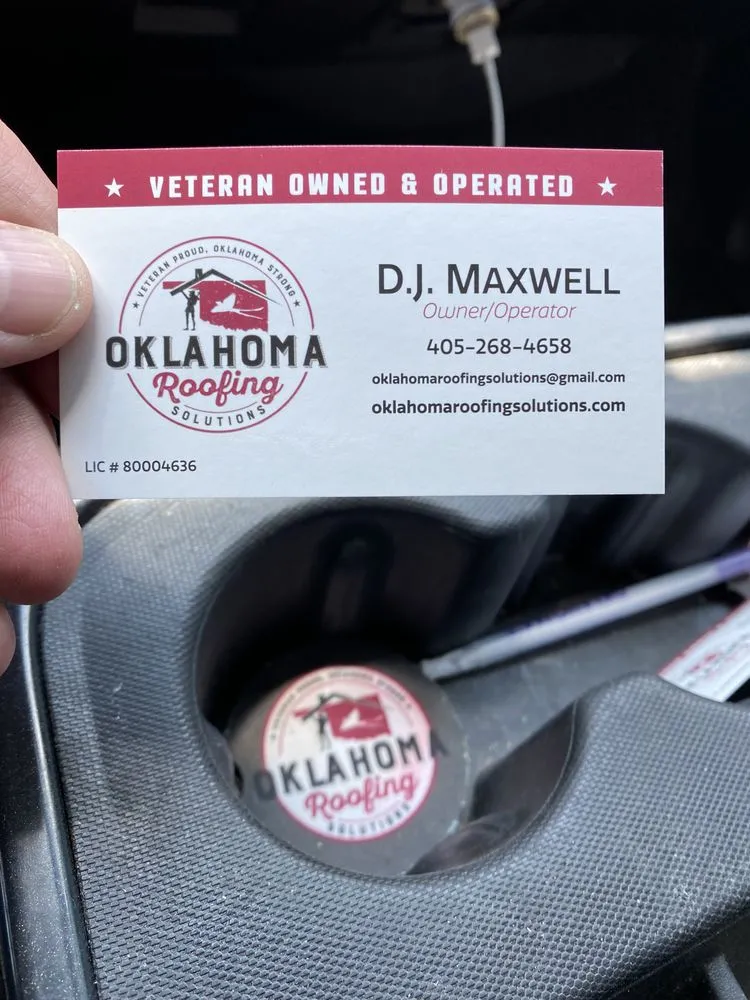 ★ VETERAN OWNED & OPERATED ★
VETERAN PROUD, OKLAHOMA STRONG
OKLAHOMA
Roofing
SOLUTIONS
LIC # 80004636
D.J. MAXWELL
Owner/Operator
405-268-4658
oklahomaroofingsolutions@gmail.com
oklahomaroofingsolutions.com
OKLAHOMA
Roofing
SOLUTIONS